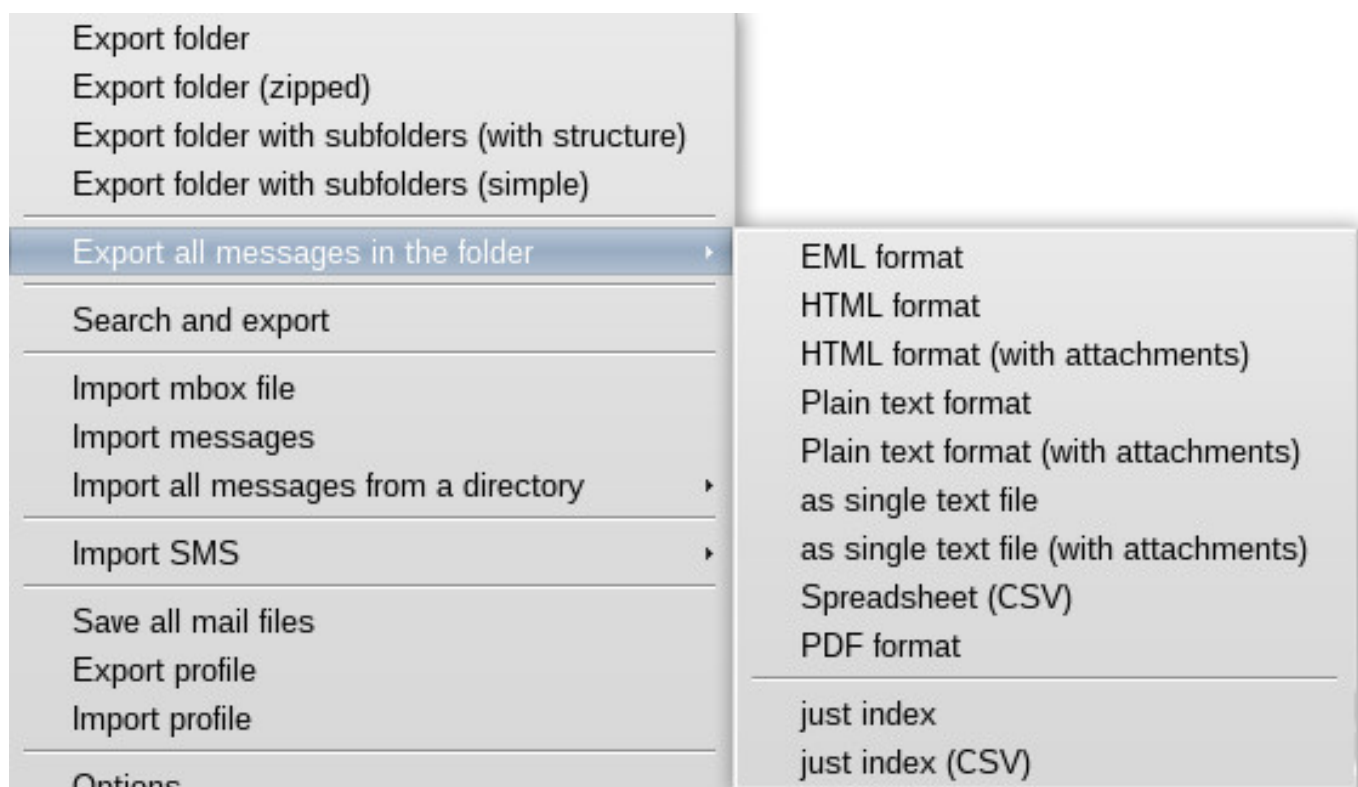 Export folder
Export folder (zipped)
Export folder with subfolders (with structure)
Export folder with subfolders (simple)
Export all messages in the folder
Search and export
Import mbox file
Import messages
Import all messages from a directory
Import SMS
Save all mail files
Export profile
Import profile
Options
EML format
HTML format
HTML format (with attachments)
Plain text format
Plain text format (with attachments)
as single text file
as single text file (with attachments)
Spreadsheet (CSV)
PDF format
just index
just index (CSV)